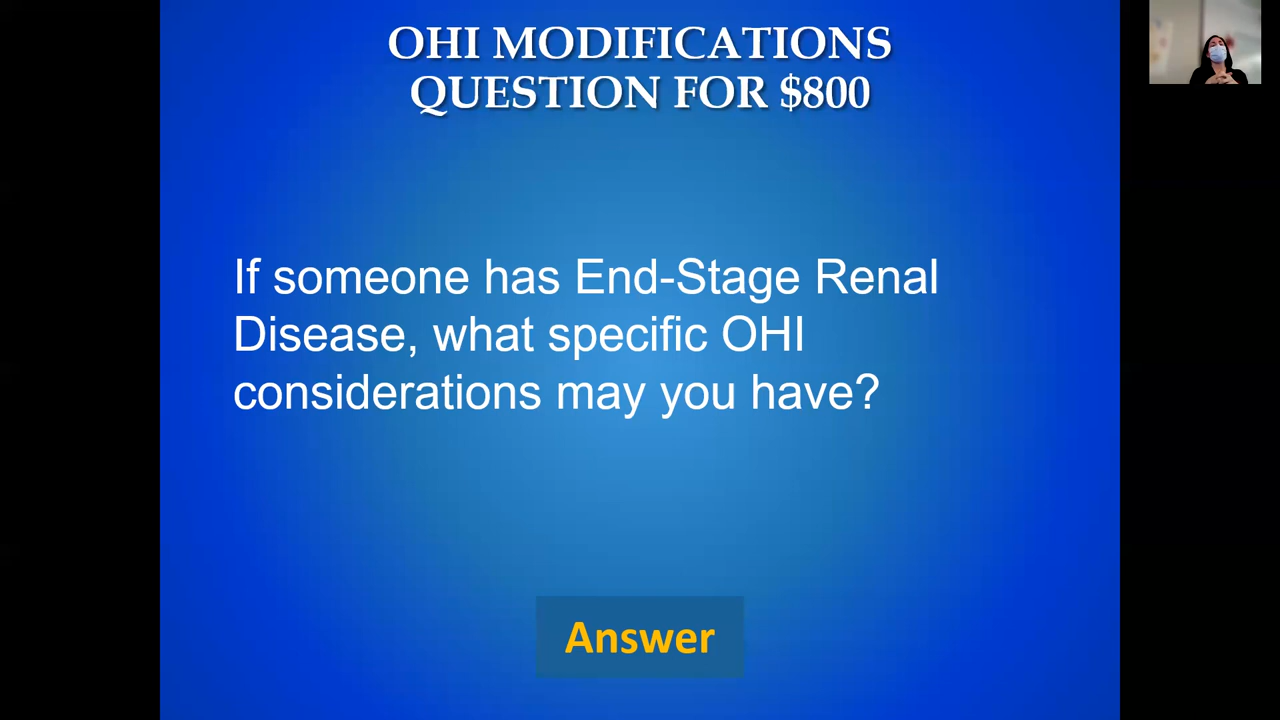 OHI MODIFICATIONS
QUESTION FOR $800
If someone has End-Stage Renal
Disease, what specific OHI
considerations may you have?
Answer